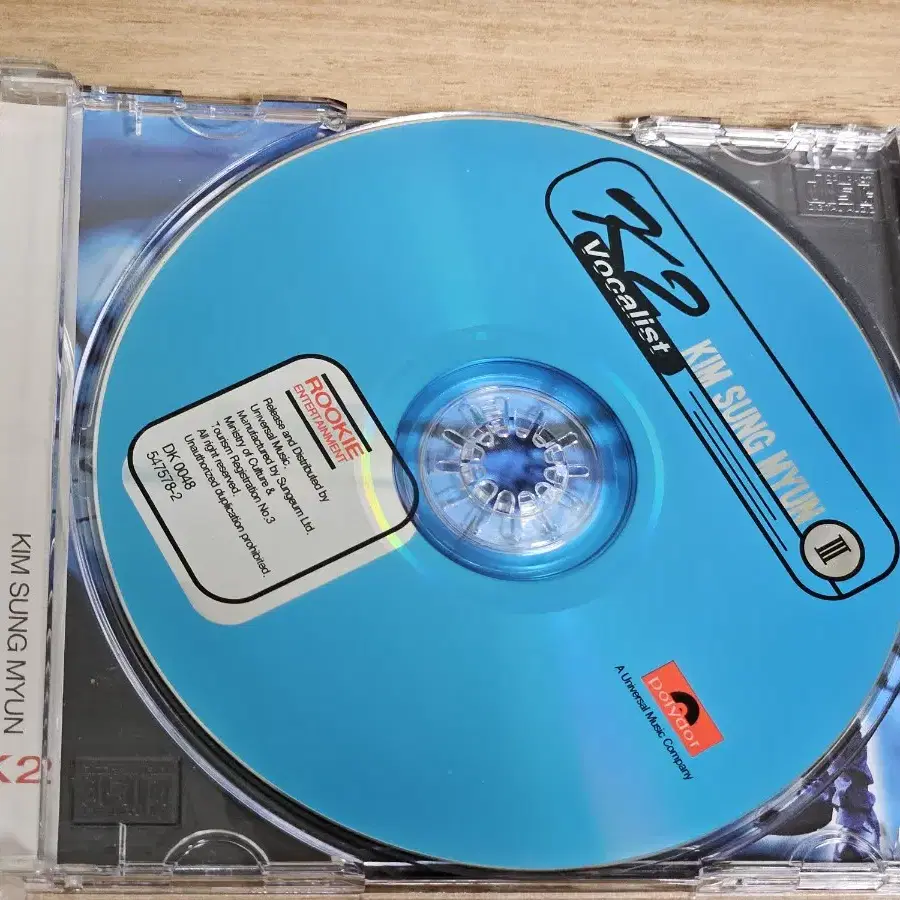 K2
Vocalist
KIM SUNG MYUN
III
ROOKIE
ENTERTAINMENT
Release and Distributed by
Universal Music.
Manufactured by Sungeum Ltd.
Ministry of Culture &
Tourism Registration No.3
All right reserved.
Unauthorized duplication prohibited.
DK 0048
547578-2
polydor
A Universal Music Company
KIM SUNG MYUN
K2